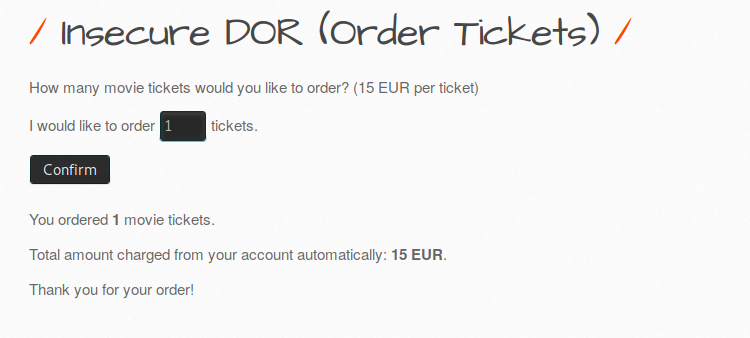 / Insecure DOR (Order Tickets) /
How many movie tickets would you like to order? (15 EUR per ticket)
I would like to order 1 tickets.
Confirm
You ordered 1 movie tickets.
Total amount charged from your account automatically: 15 EUR.
Thank you for your order!